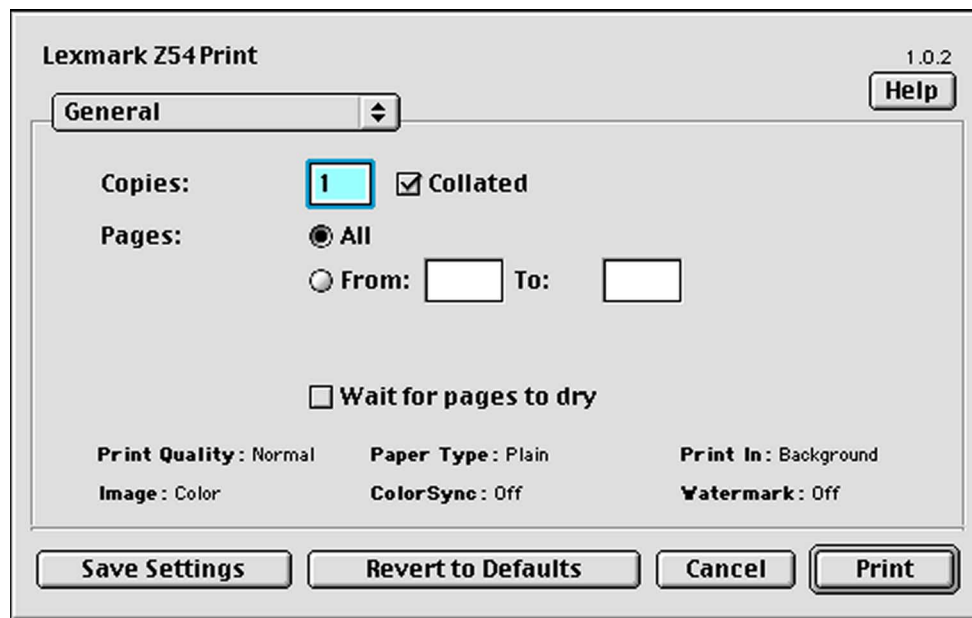 Lexmark Z54 Print
1.0.2
General
Help
Copies: 1 Collated
Pages: All
From: To:
Wait for pages to dry
Print Quality: Normal Paper Type: Plain Print In: Background
Image: Color ColorSync: Off Watermark: Off
Save Settings Revert to Defaults Cancel Print